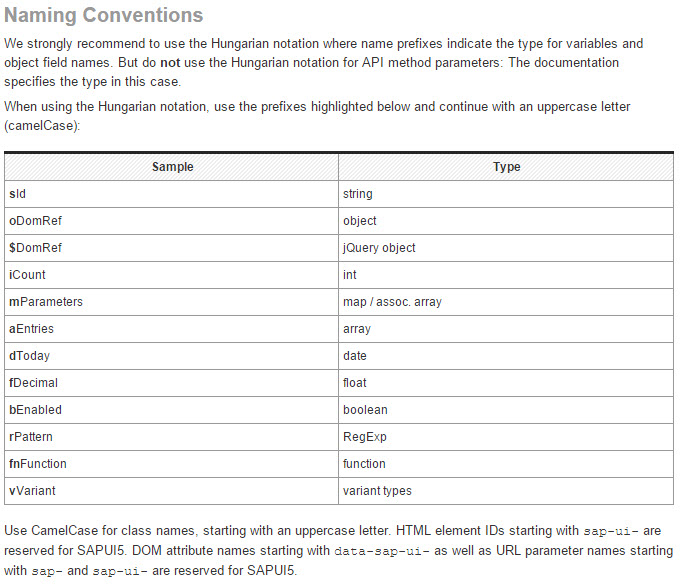 Naming Conventions
We strongly recommend to use the Hungarian notation where name prefixes indicate the type for variables and
object field names. But do not use the Hungarian notation for API method parameters: The documentation
specifies the type in this case.
When using the Hungarian notation, use the prefixes highlighted below and continue with an uppercase letter
(camelCase):
Sample Type
sId string
oDomRef object
$DomRef jQuery object
iCount int
mParameters map / assoc. array
aEntries array
dToday date
fDecimal float
bEnabled boolean
rPattern RegExp
fnFunction function
vVariant variant types
Use CamelCase for class names, starting with an uppercase letter. HTML element IDs starting with sap-ui- are
reserved for SAPUI5. DOM attribute names starting with data-sap-ui- as well as URL parameter names starting
with sap- and sap-ui- are reserved for SAPUI5.